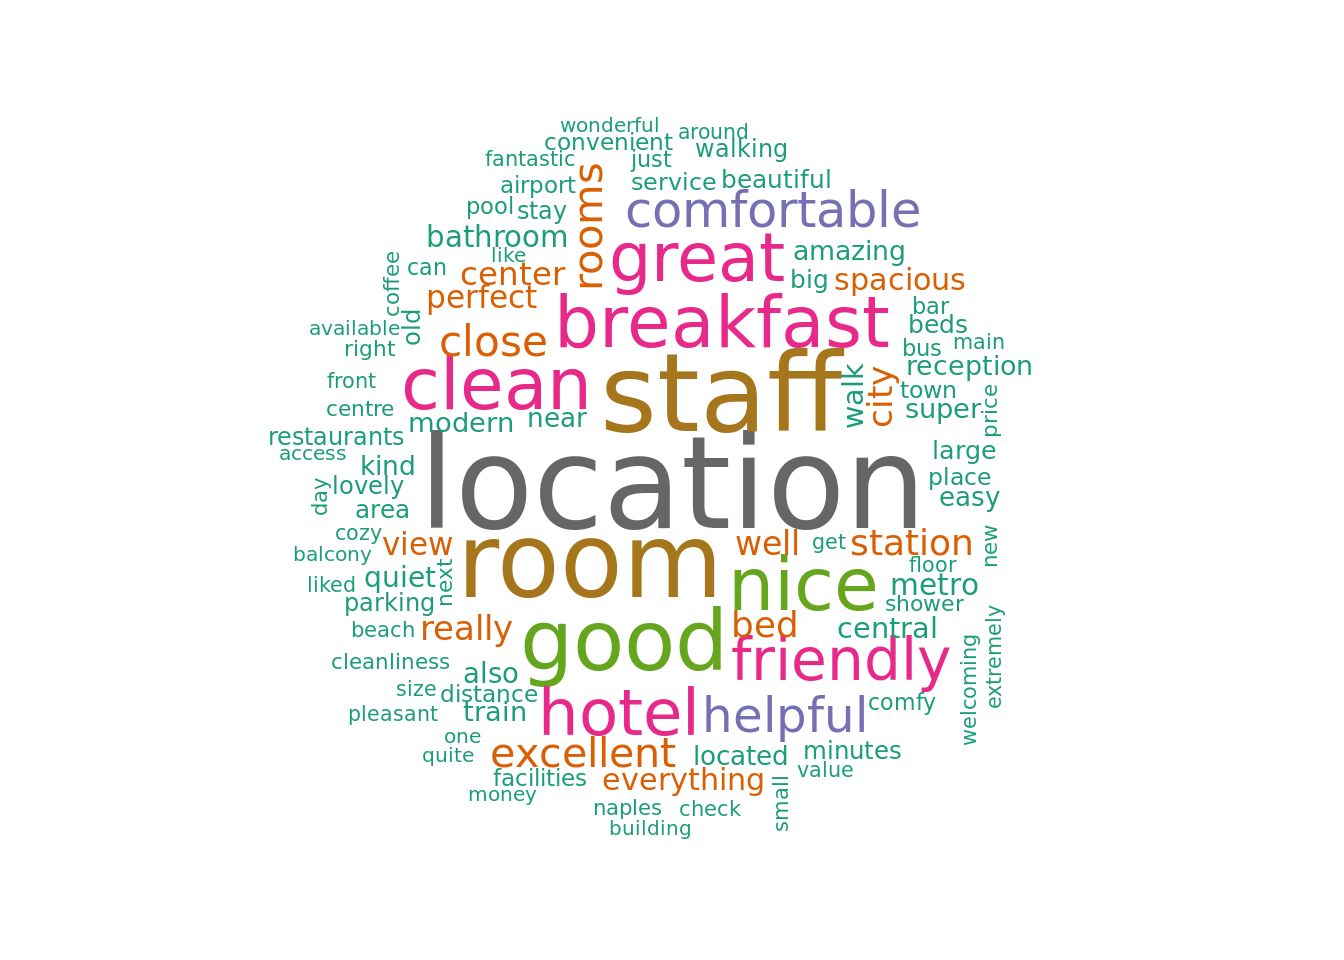 wonderful
convenient
around
walking
fantastic
just
airport
service
beautiful
pool
stay
rooms
comfortable
bathroom
great
like
amazing
can
center
big
spacious
coffee
perfect
breakfast
bar
old
beds
available
close
right
bus
main
staff
reception
clean
walk
city
front
town
price
centre
super
modern
near
restaurants
access
large
kind
location
place
day
lovely
easy
area
cozy
view
room
well
get
station
new
balcony
floor
liked
quiet
next
nice
metro
parking
shower
beach
really
good
bed
central
extremely
friendly
welcoming
cleanliness
also
size
distance
hotel
helpful
comfy
pleasant
train
one
quite
excellent
located
minutes
facilities
everything
value
money
small
naples
check
building